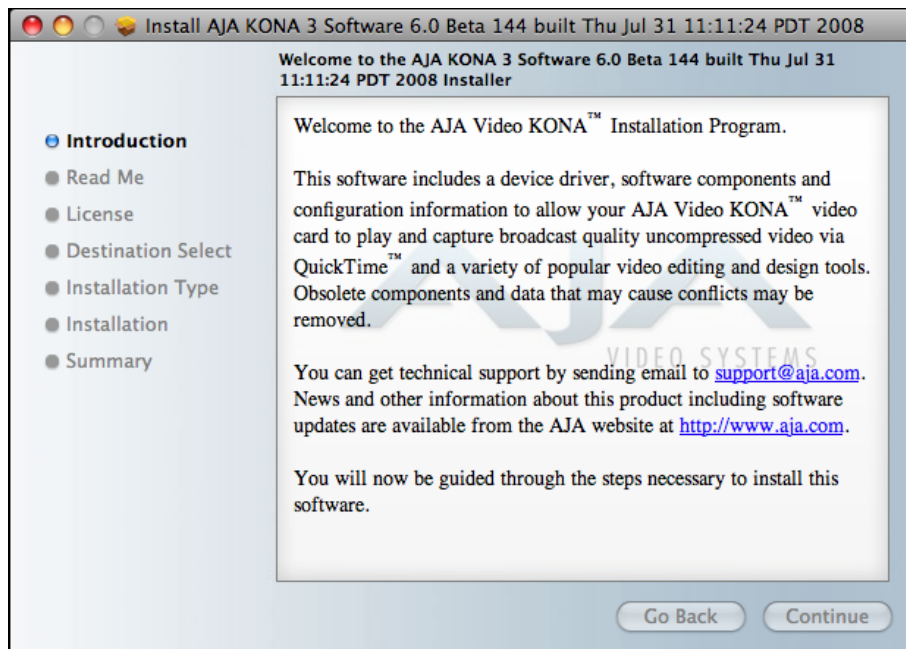 Install AJA KONA 3 Software 6.0 Beta 144 built Thu Jul 31 11:11:24 PDT 2008
Welcome to the AJA KONA 3 Software 6.0 Beta 144 built Thu Jul 31
11:11:24 PDT 2008 Installer
Introduction
Read Me
License
Destination Select
Installation Type
Installation
Summary
Welcome to the AJA Video KONA™ Installation Program.
This software includes a device driver, software components and
configuration information to allow your AJA Video KONA™ video
card to play and capture broadcast quality uncompressed video via
QuickTime™ and a variety of popular video editing and design tools.
Obsolete components and data that may cause conflicts may be
removed.
AJA
VIDEO SYSTEMS
You can get technical support by sending email to support@aja.com.
News and other information about this product including software
updates are available from the AJA website at http://www.aja.com.
You will now be guided through the steps necessary to install this
software.
Go Back
Continue